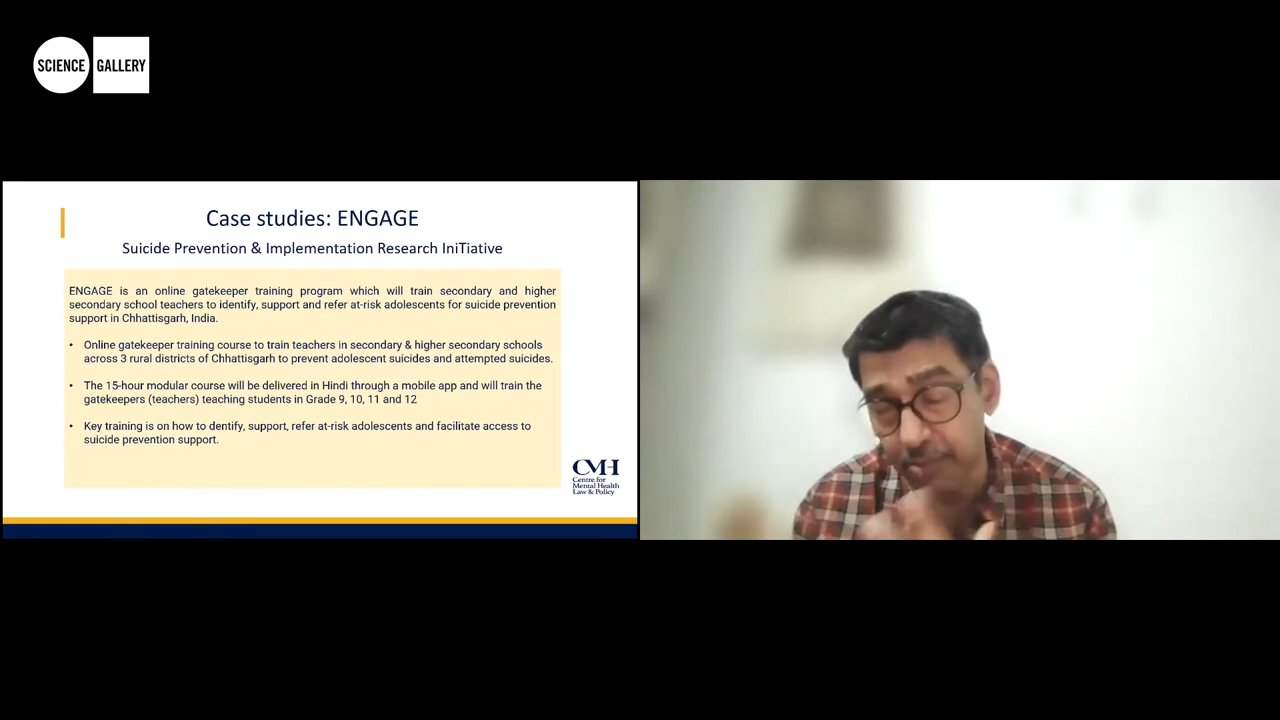 SCIENCE GALLERY
Case studies: ENGAGE
Suicide Prevention & Implementation Research IniTiative
ENGAGE is an online gatekeeper training program which will train secondary and higher
secondary school teachers to identify, support and refer at-risk adolescents for suicide prevention
support in Chhattisgarh, India.
• Online gatekeeper training course to train teachers in secondary & higher secondary schools
across 3 rural districts of Chhattisgarh to prevent adolescent suicides and attempted suicides.
• The 15-hour modular course will be delivered in Hindi through a mobile app and will train the
gatekeepers (teachers) teaching students in Grade 9, 10, 11 and 12
• Key training is on how to dentify, support, refer at-risk adolescents and facilitate access to
suicide prevention support.
CMH
Centre for
Mental Health
Law & Policy